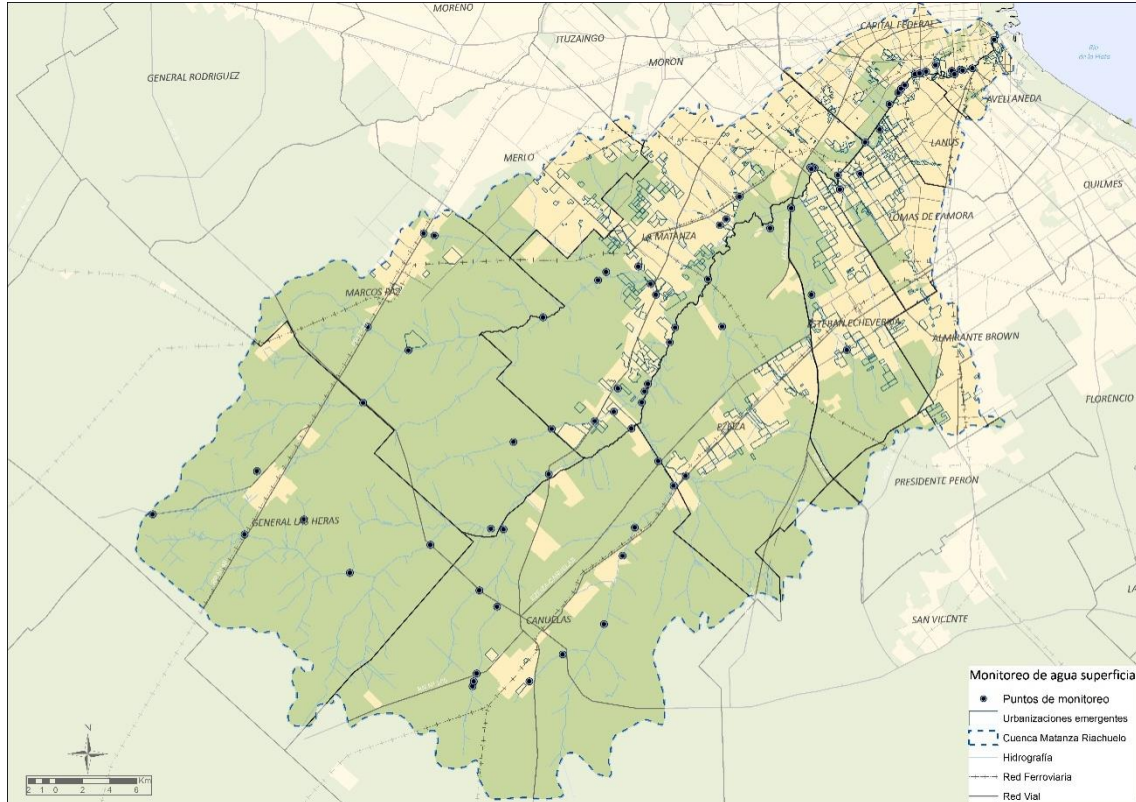 MORENO
CAPITAL FEDERAL
ITUZAINGO
Río
de la Plata
MORON
GENERAL RODRIGUEZ
AVELLANEDA
LANUS
MERLO
QUILMES
LOMAS DE ZAMORA
LA MATANZA
MARCOS PAZ
ESTEBAN ECHEVERRIA
ALMIRANTE BROWN
FLORENCIO
EZEIZA
PRESIDENTE PERON
GENERAL LAS HERAS
LA
CAÑUELAS
SAN VICENTE
Monitoreo de agua superficia
Puntos de monitoreo
Urbanizaciones emergentes
Cuenca Matanza Riachuelo
Hidrografía
Red Ferroviaria
Red Vial
N
2 1 0 2 4 6 Km